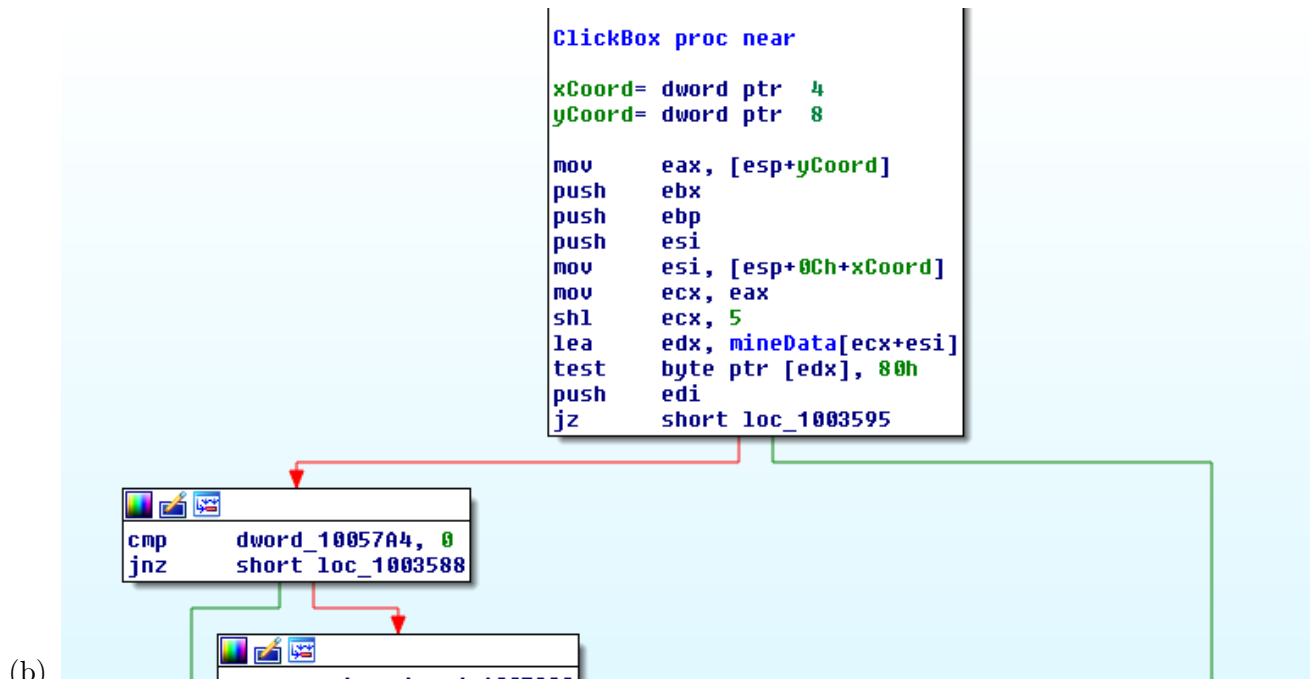 ClickBox proc near
xCoord= dword ptr  4
yCoord= dword ptr  8
mov     eax, [esp+yCoord]
push    ebx
push    ebp
push    esi
mov     esi, [esp+0Ch+xCoord]
mov     ecx, eax
shl     ecx, 5
lea     edx, mineData[ecx+esi]
test    byte ptr [edx], 80h
push    edi
jz      short loc_1003595
cmp     dword_10057A4, 0
jnz     short loc_1003588
(b)